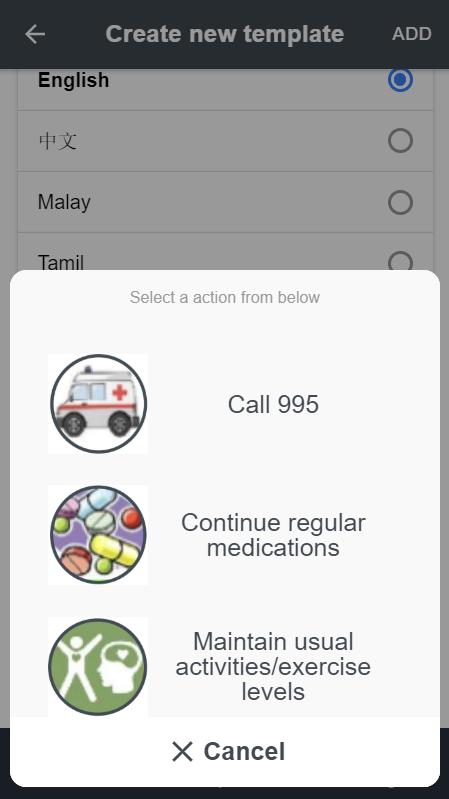 Create new template
ADD
English
中文
Malay
Tamil
Select a action from below
Call 995
Continue regular
medications
Maintain usual
activities/exercise
levels
Cancel